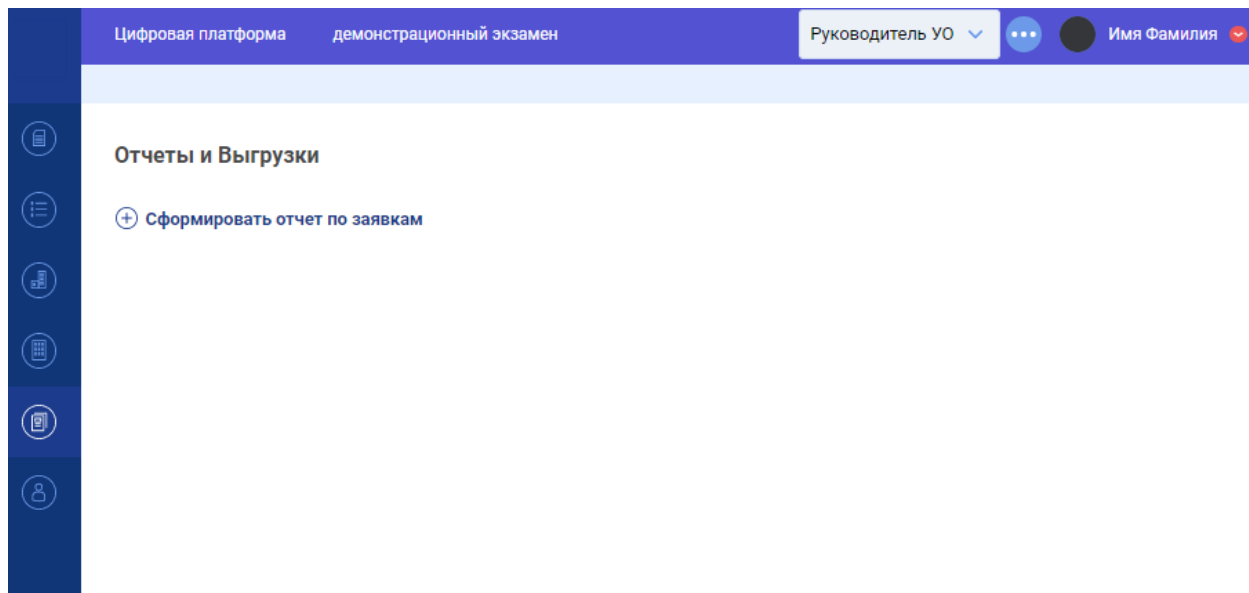 Цифровая платформа демонстрационный экзамен Руководитель УО Имя Фамилия
Отчеты и Выгрузки
Сформировать отчет по заявкам